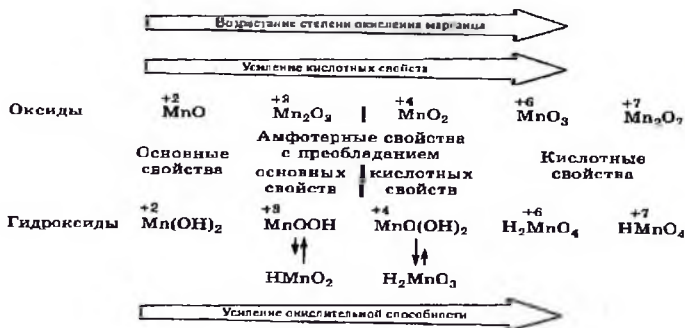 Возрастание степени окисления марганца
Усиление кислотных свойств
+2 +3 +4 +6 +7
Оксиды MnO Mn₂O₃ MnO₂ MnO₃ Mn₂O₇
Амфотерные свойства
Основные с преобладанием Кислотные
свойства основных кислотных свойства
свойств свойств
+2 +3 +4 +6 +7
Гидроксиды Mn(OH)₂ MnOOH MnO(OH)₂ H₂MnO₄ HMnO₄
HMnO₂ H₂MnO₃
Усиление окислительной способности